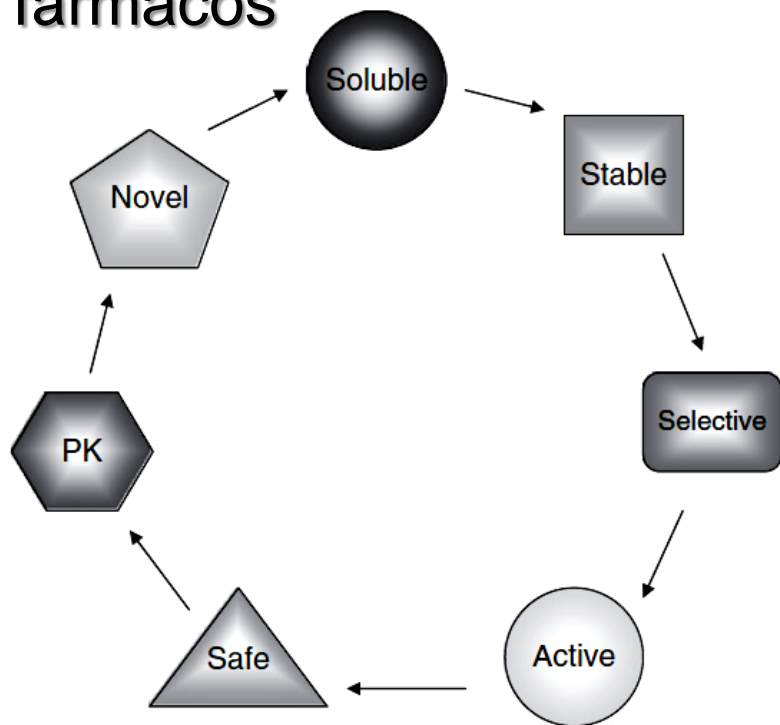 fármacos
Soluble
Stable
Selective
Active
Safe
PK
Novel